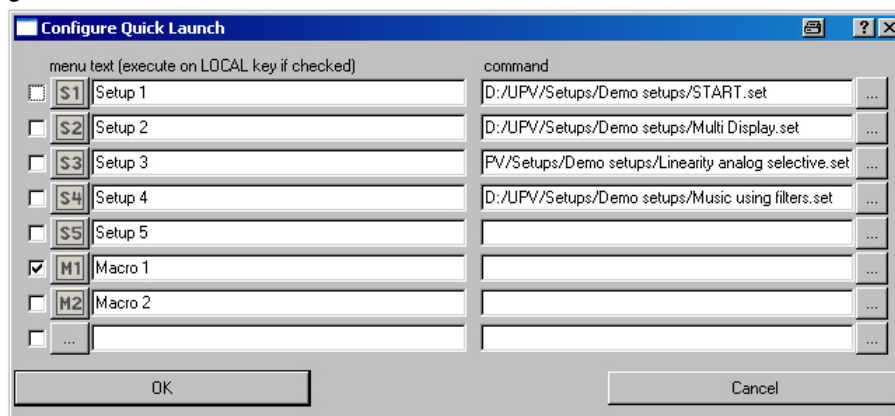 Configure Quick Launch ? X
menu text (execute on LOCAL key if checked) command
S1 Setup 1 D:/UPV/Setups/Demo setups/START.set ...
S2 Setup 2 D:/UPV/Setups/Demo setups/Multi Display.set ...
S3 Setup 3 PV/Setups/Demo setups/Linearity analog selective.set ...
S4 Setup 4 D:/UPV/Setups/Demo setups/Music using filters.set ...
S5 Setup 5 ...
M1 Macro 1 ...
M2 Macro 2 ...
... ...
OK Cancel